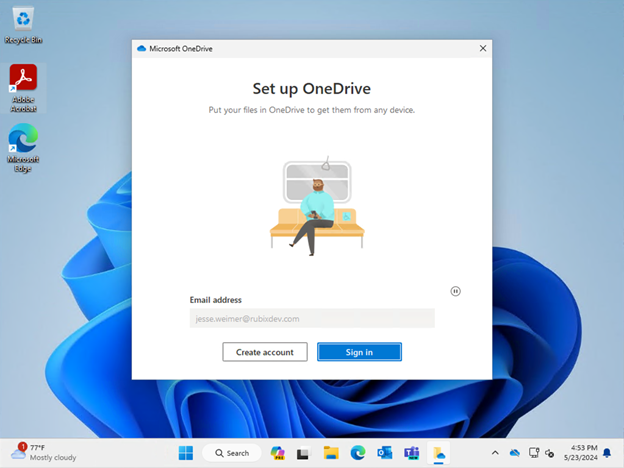 Recycle Bin
Adobe
Acrobat
Microsoft
Edge
Microsoft OneDrive
Set up OneDrive
Put your files in OneDrive to get them from any device.
Email address
jesse.weimer@rubixdev.com
Create account
Sign in
1
77°F
Mostly cloudy
Search
4:53 PM
5/23/2024